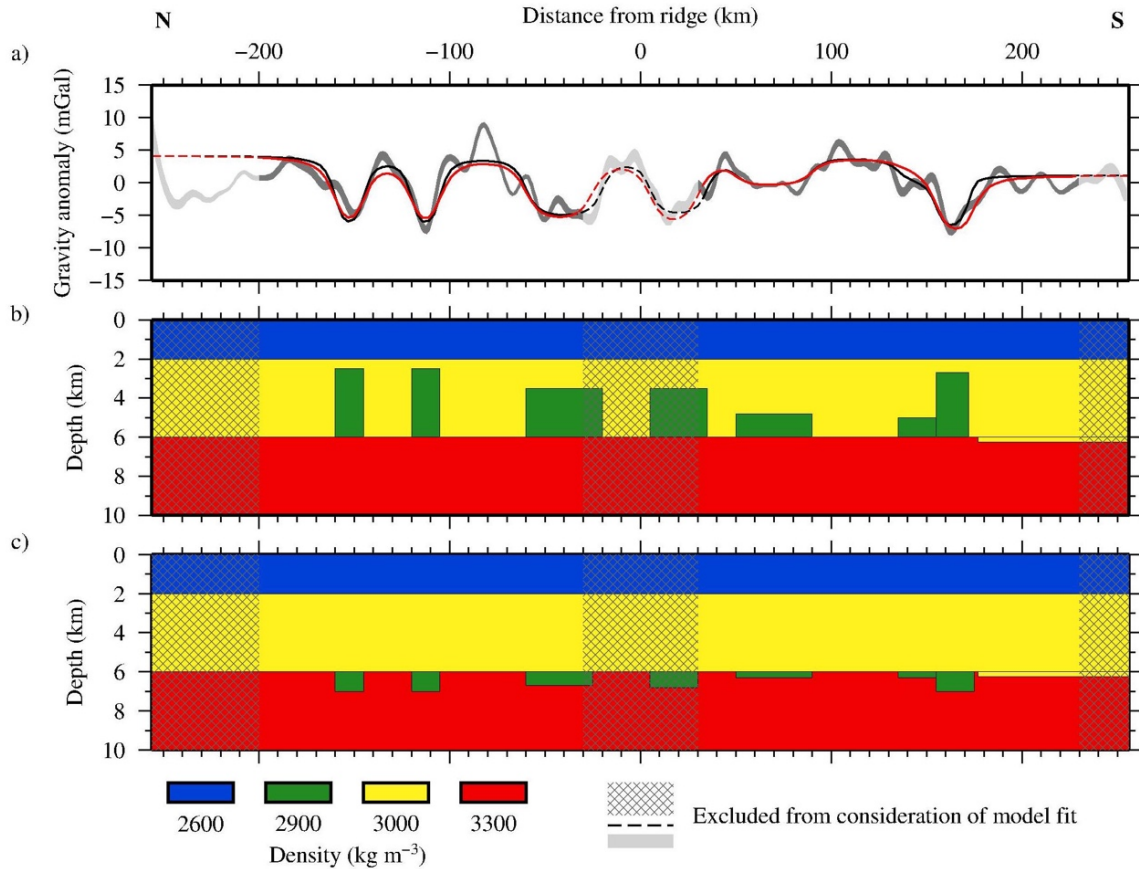 N Distance from ridge (km) S
−200 −100 0 100 200
a)
15
10
5
0
−5
−10
−15
Gravity anomaly (mGal)
b)
0
2
4
6
8
10
Depth (km)
c)
0
2
4
6
8
10
Depth (km)
2600 2900 3000 3300
Density (kg m⁻³)
Excluded from consideration of model fit